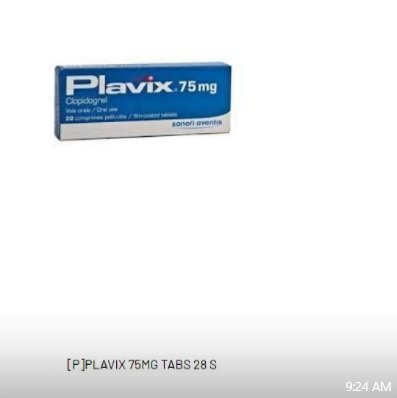 Plavix® 75mg
Clopidogrel
Voie orale / Oral use
28 comprimés pelliculés / film-coated tablets
sanofi aventis
[P]PLAVIX 75MG TABS 28 S
9:24 AM